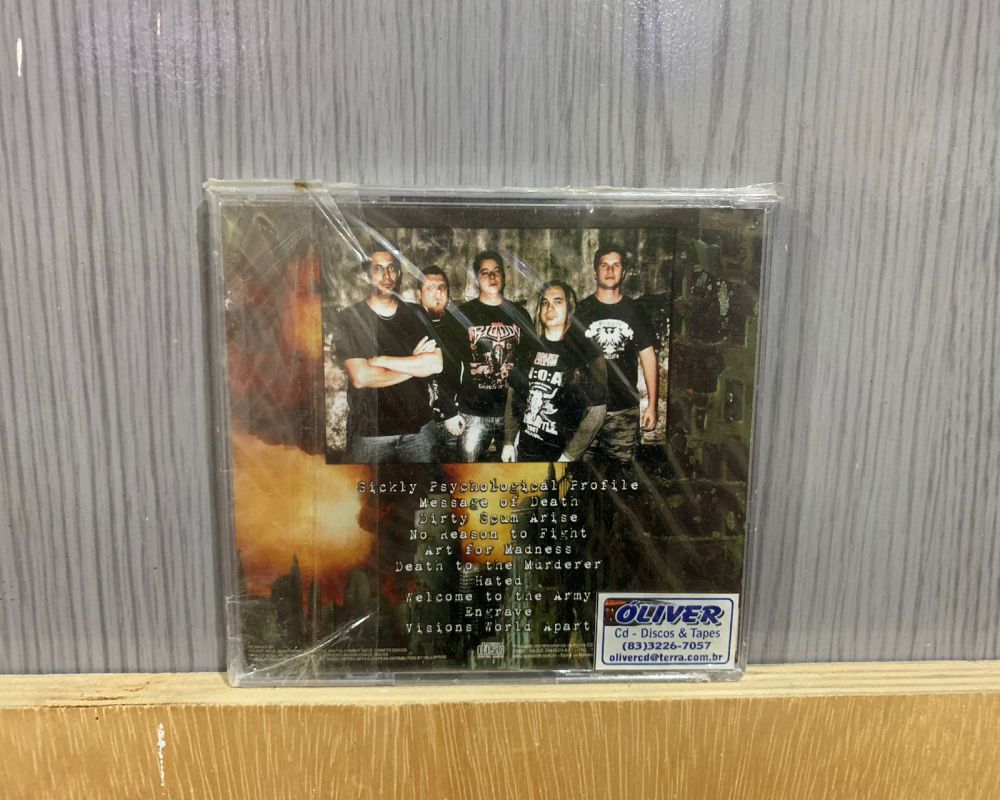 Sickly Psychological Profile
Message of Death
Dirty Scum Arise
No Reason to Fight
Art for Madness
Death to the Murderer
Hated
Welcome to the Army
Engrave
Visions World Apart
ÓLIVER
Cd - Discos & Tapes
(83)3226-7057
olivercd@terra.com.br